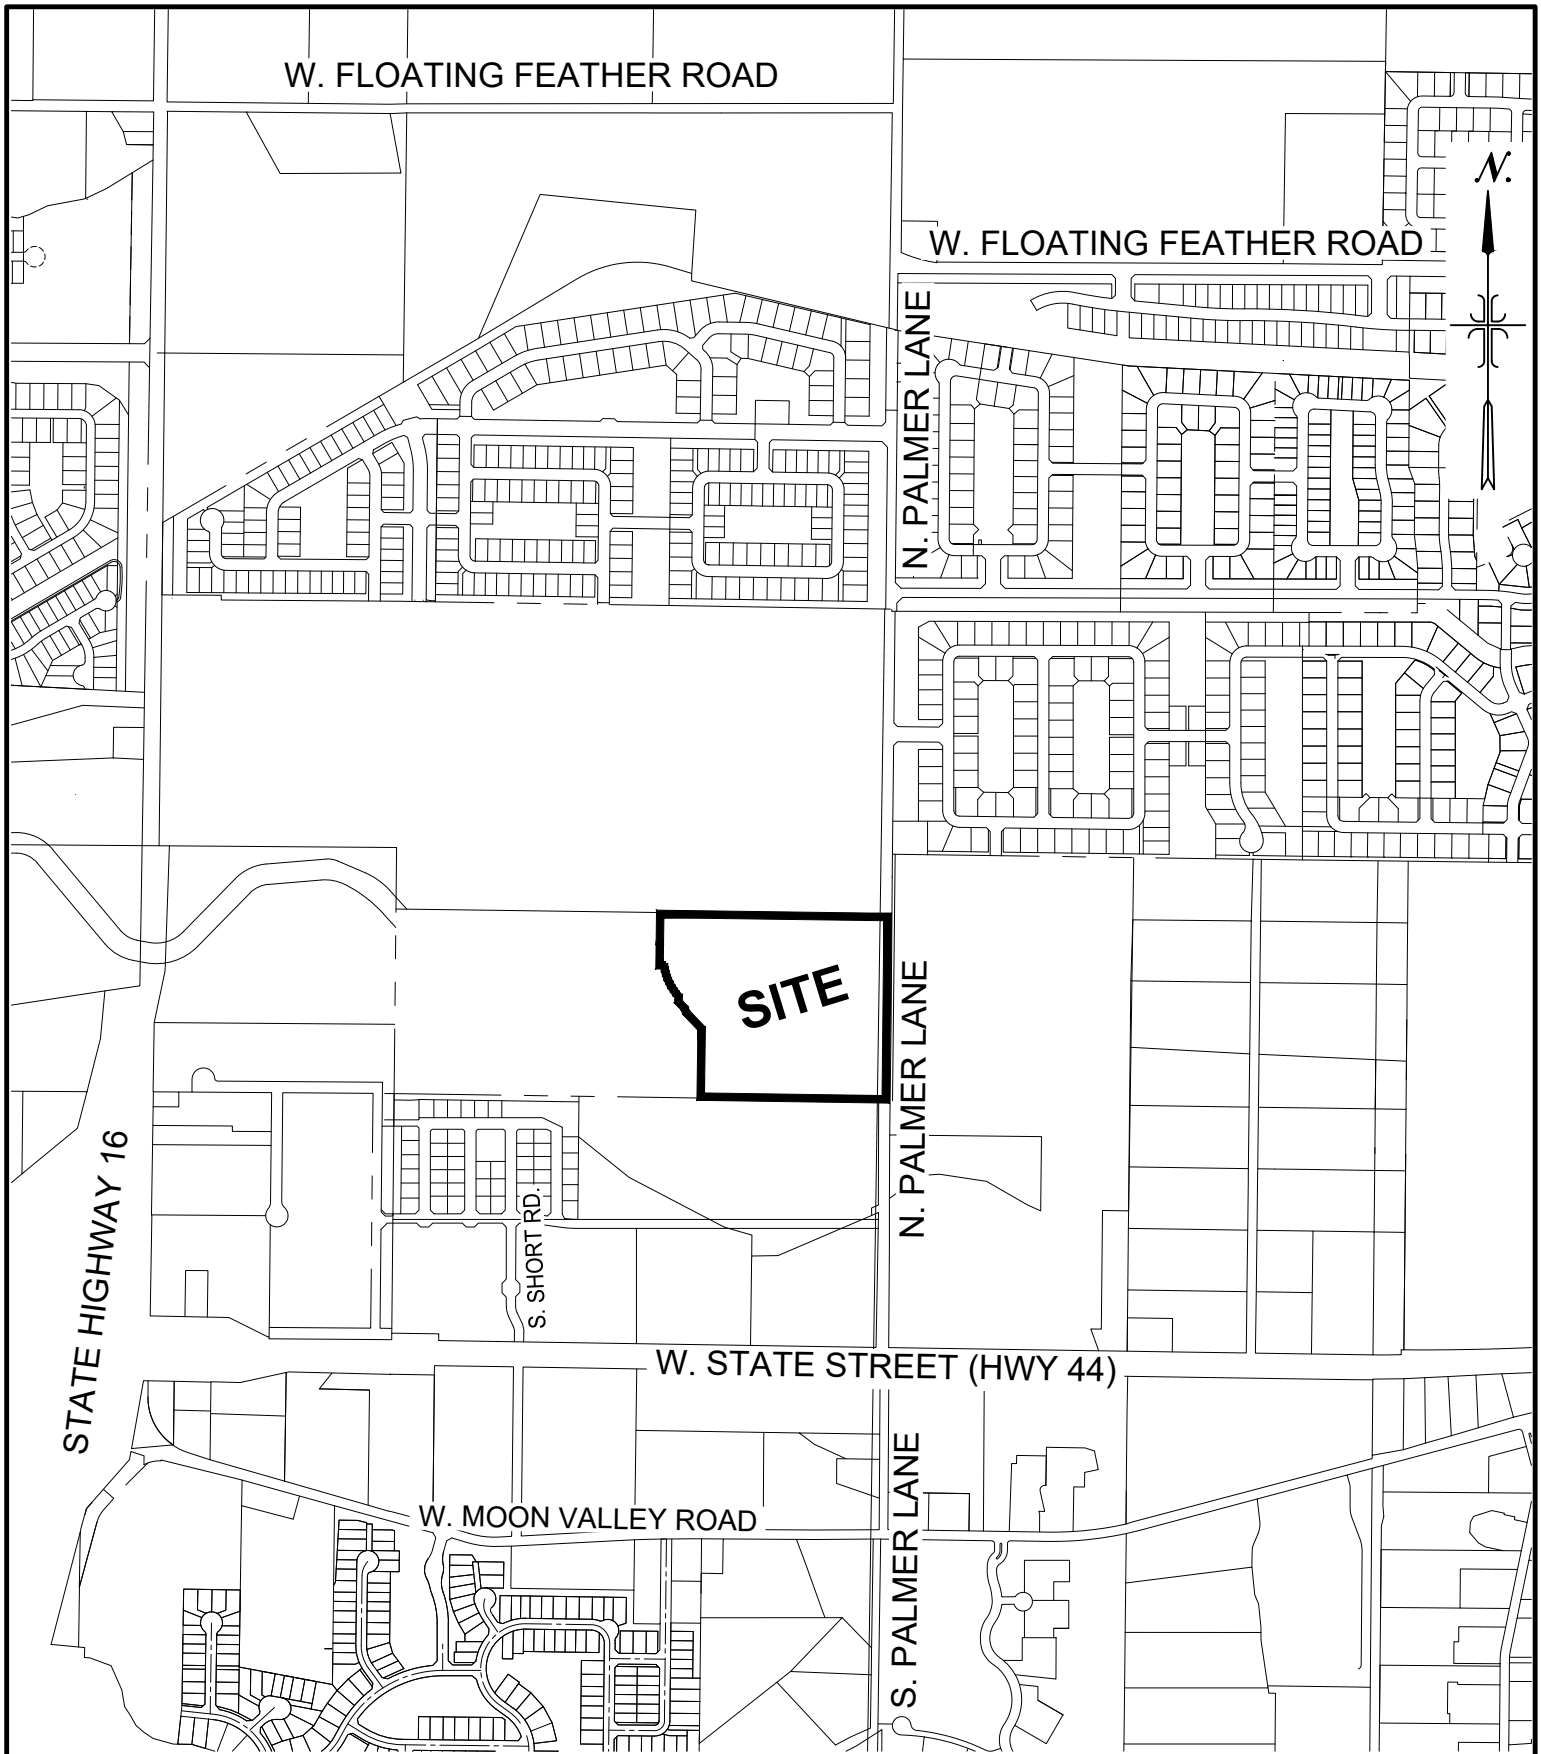 W. FLOATING FEATHER ROAD
N.
W. FLOATING FEATHER ROAD
N. PALMER LANE
SITE
N. PALMER LANE
STATE HIGHWAY 16
S. SHORT RD.
W. STATE STREET (HWY 44)
W. MOON VALLEY ROAD
S. PALMER LANE